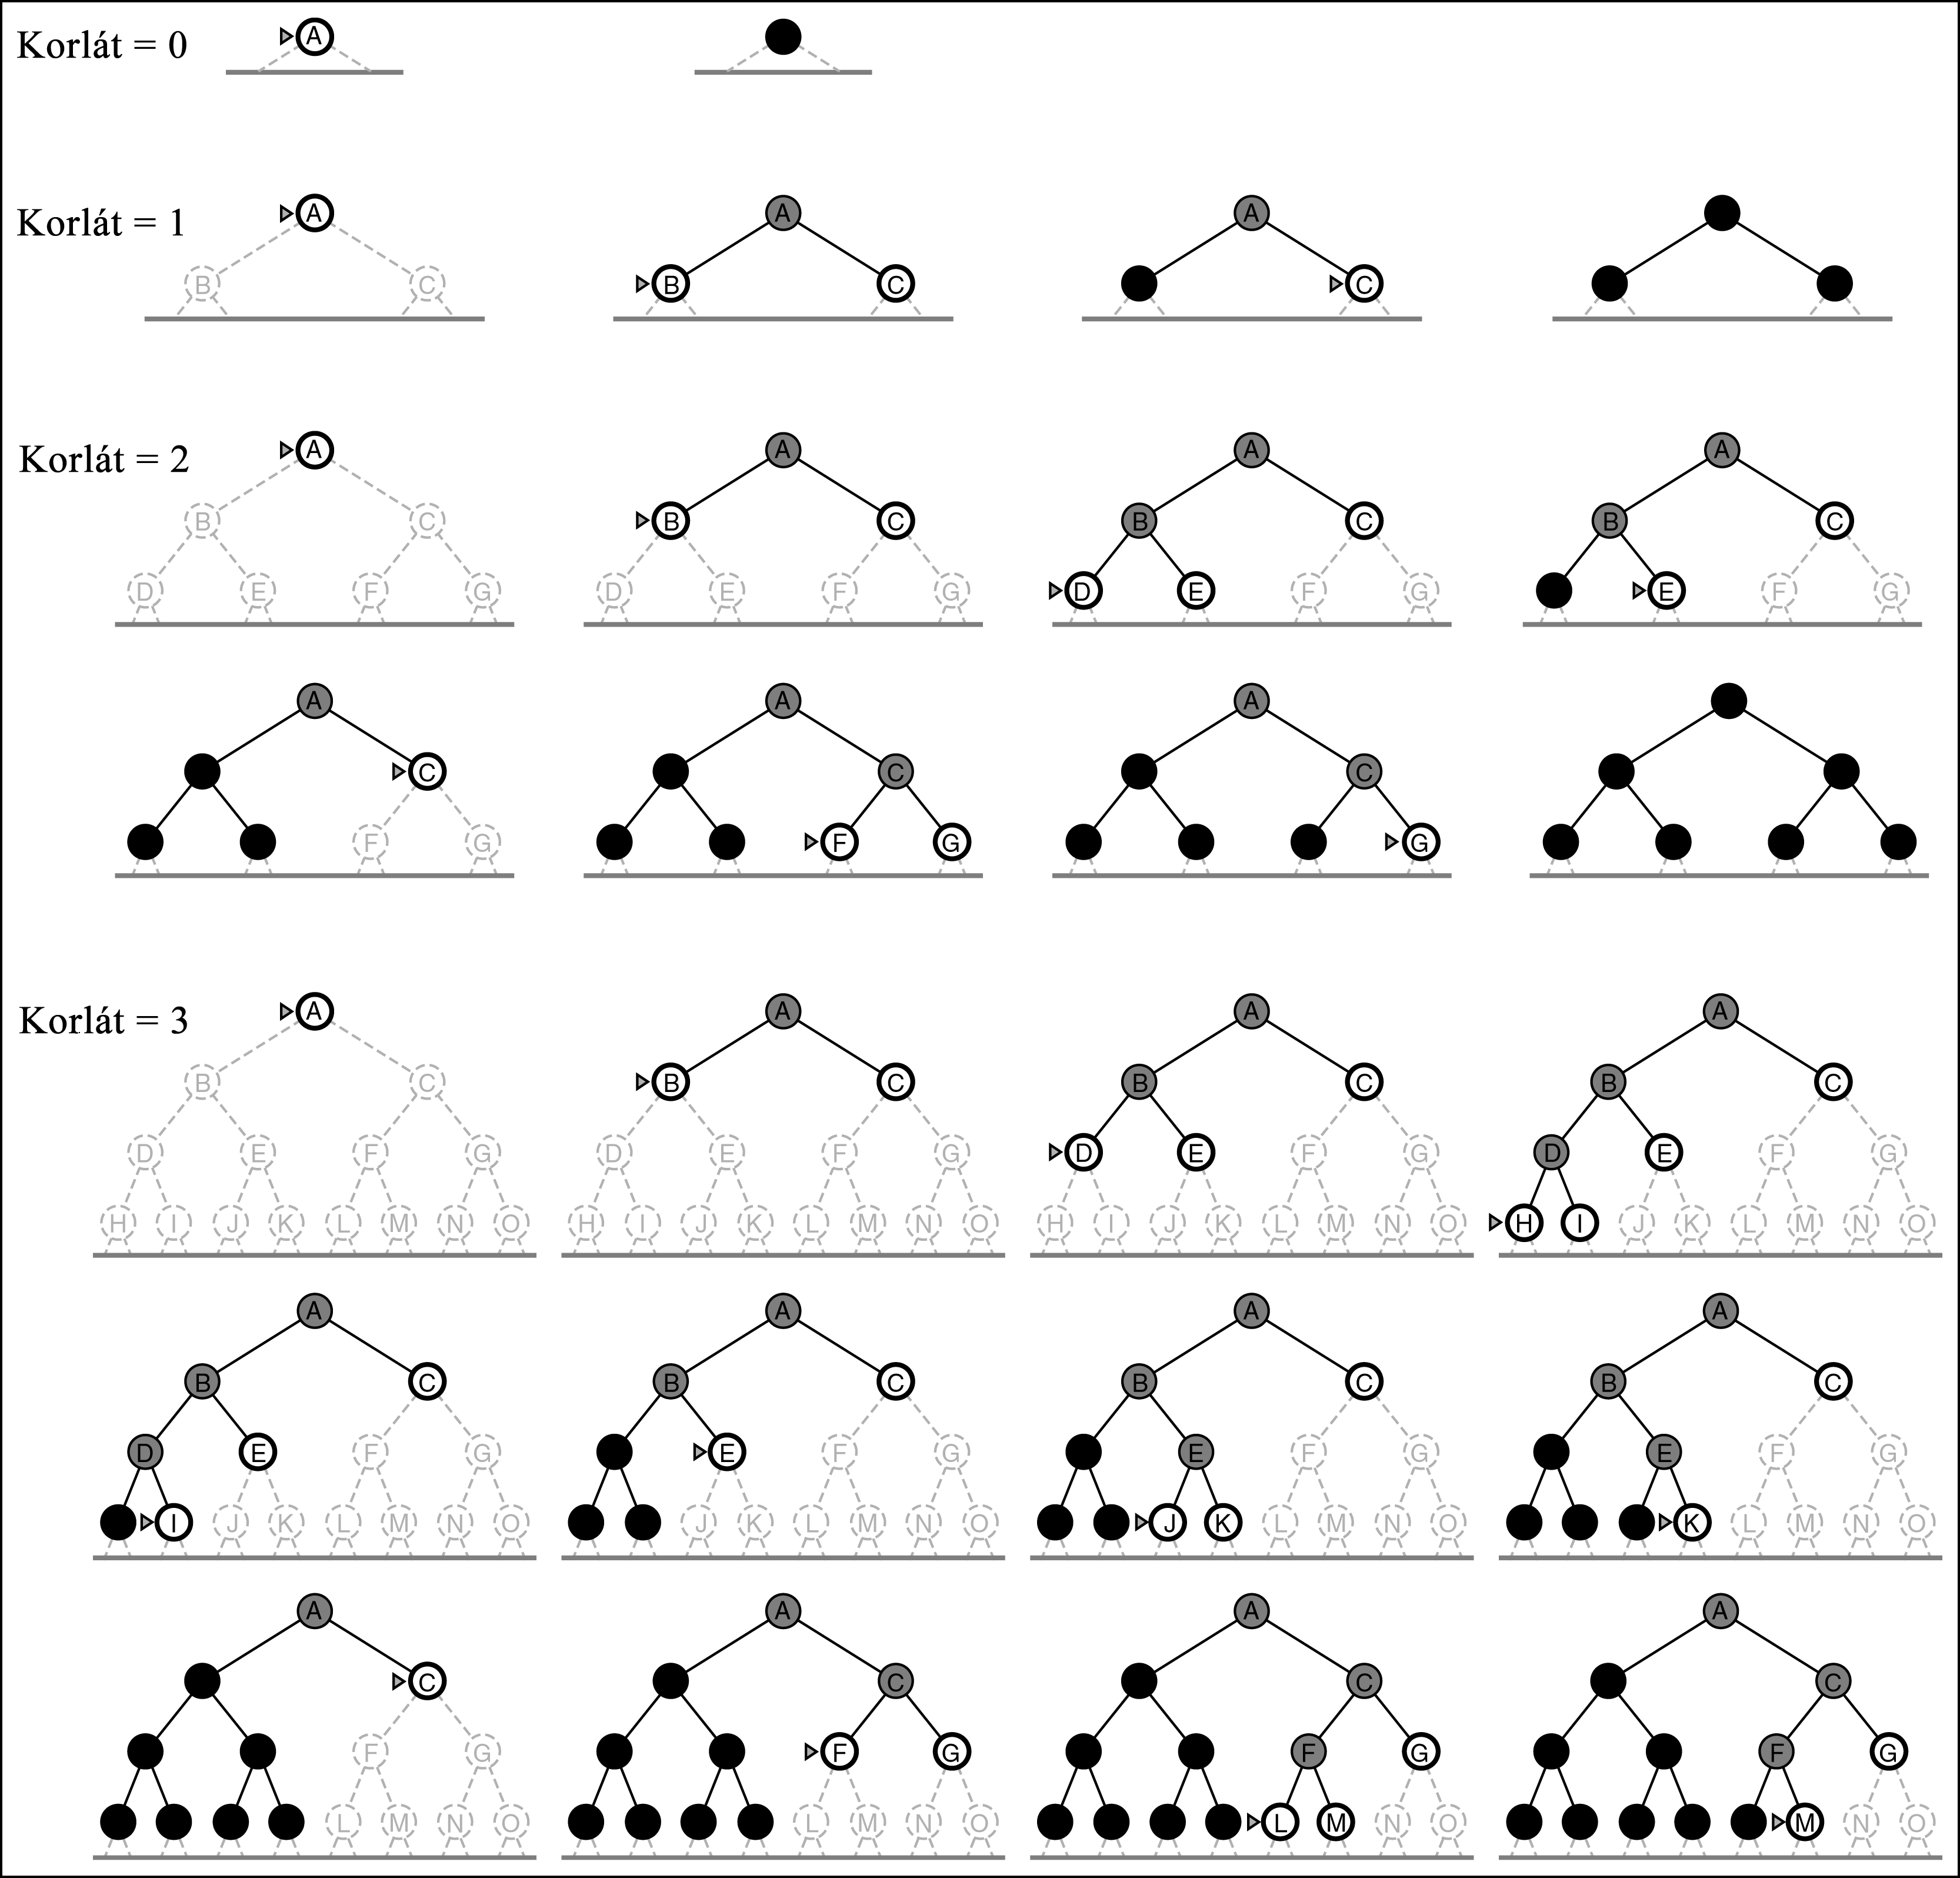 Korlát = 0 A
Korlát = 1 A A A
B C B C C
Korlát = 2 A A A A
B C B C B C B C
D E F G D E F G D E F G E F G
A A A
C C C
F G F G G
Korlát = 3 A A A A
B C B C B C B C
D E F G D E F G D E F G D E F G
H I J K L M N O H I J K L M N O H I J K L M N O H I J K L M N O
A A A A
B C B C B C B C
D E F G E F G E F G E F G
I J K L M N O J K L M N O J K L M N O K L M N O
A A A A
C C C C
F G F G F G F G
L M N O L M N O L M N O M N O